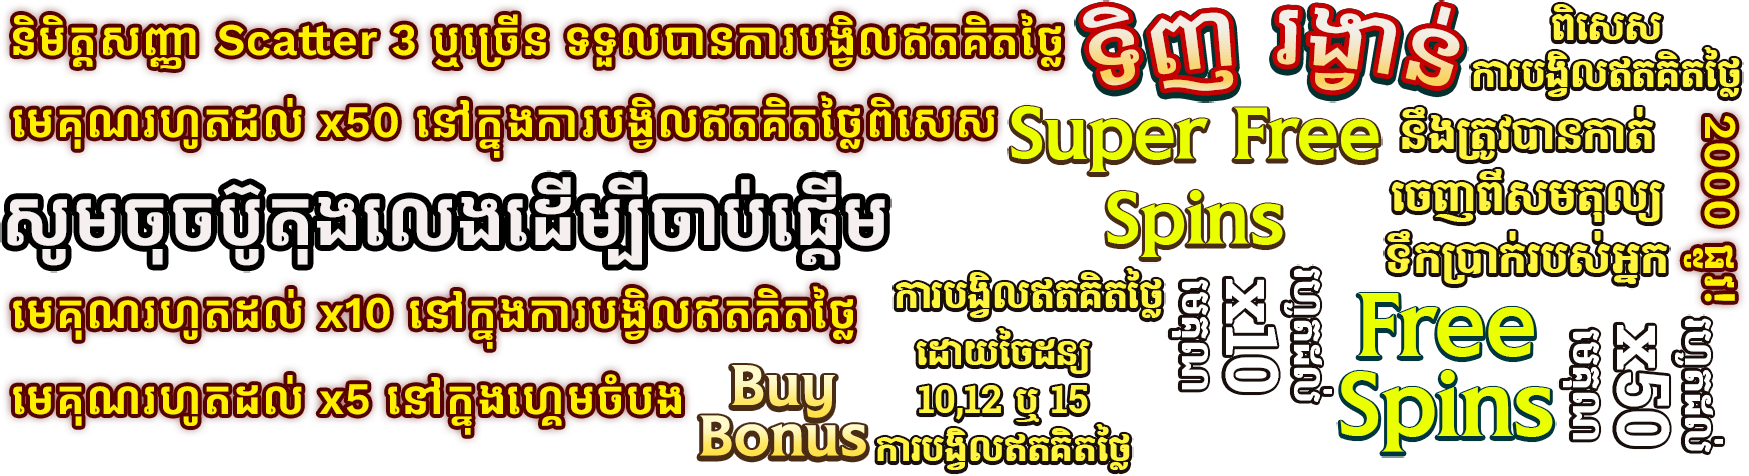 និមិត្តសញ្ញា Scatter 3 ឬច្រើន ទទួលបានការបង្វិលឥតគិតថ្លៃ
មេគុណរហូតដល់ x50 នៅក្នុងការបង្វិលឥតគិតថ្លៃពិសេស
សូមចុចប៊ូតុងលេងដើម្បីចាប់ផ្តើម
មេគុណរហូតដល់ x10 នៅក្នុងការបង្វិលឥតគិតថ្លៃ
មេគុណរហូតដល់ x5 នៅក្នុងហ្គេមចំបង
Buy
Bonus
ទិញ រង្វាន់
Super Free
Spins
ការបង្វិលឥតគិតថ្លៃ
ដោយចៃដន្យ
10,12 ឬ 15
ការបង្វិលឥតគិតថ្លៃ
រហូតដល់
x10
មេគុណ
ពិសេស
ការបង្វិលឥតគិតថ្លៃ
នឹងត្រូវបានកាត់
ចេញពីសមតុល្យ
ទឹកប្រាក់របស់អ្នក
Free
Spins
រហូតដល់
x50
មេគុណ
2000 ដង!